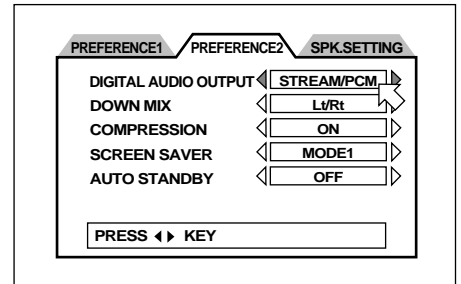 PREFERENCE1 PREFERENCE2 SPK.SETTING
DIGITAL AUDIO OUTPUT STREAM/PCM
DOWN MIX Lt/Rt
COMPRESSION ON
SCREEN SAVER MODE1
AUTO STANDBY OFF
PRESS ◀▶ KEY